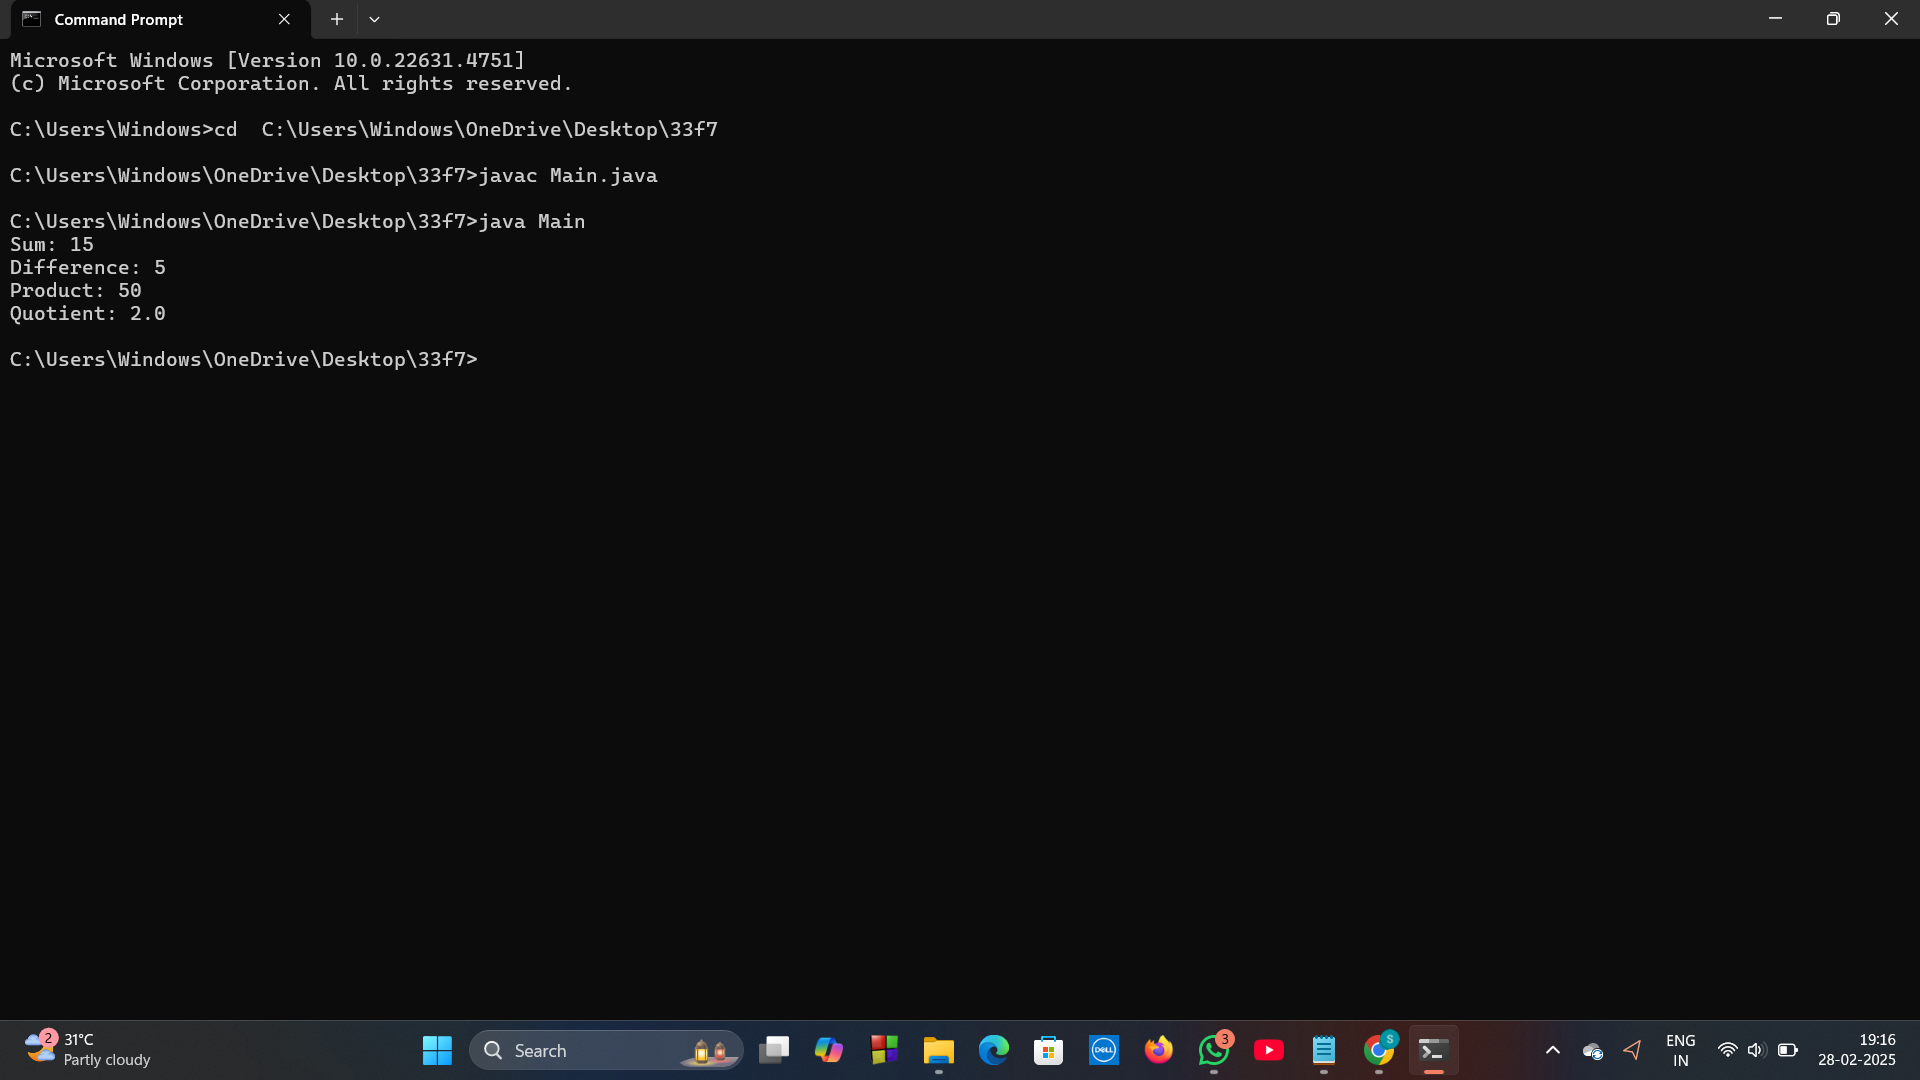 Command Prompt
Microsoft Windows [Version 10.0.22631.4751]
(c) Microsoft Corporation. All rights reserved.
C:\Users\Windows>cd  C:\Users\Windows\OneDrive\Desktop\33f7
C:\Users\Windows\OneDrive\Desktop\33f7>javac Main.java
C:\Users\Windows\OneDrive\Desktop\33f7>java Main
Sum: 15
Difference: 5
Product: 50
Quotient: 2.0
C:\Users\Windows\OneDrive\Desktop\33f7>
2
31°C
Partly cloudy
Search
DELL
3
S
ENG
IN
19:16
28-02-2025